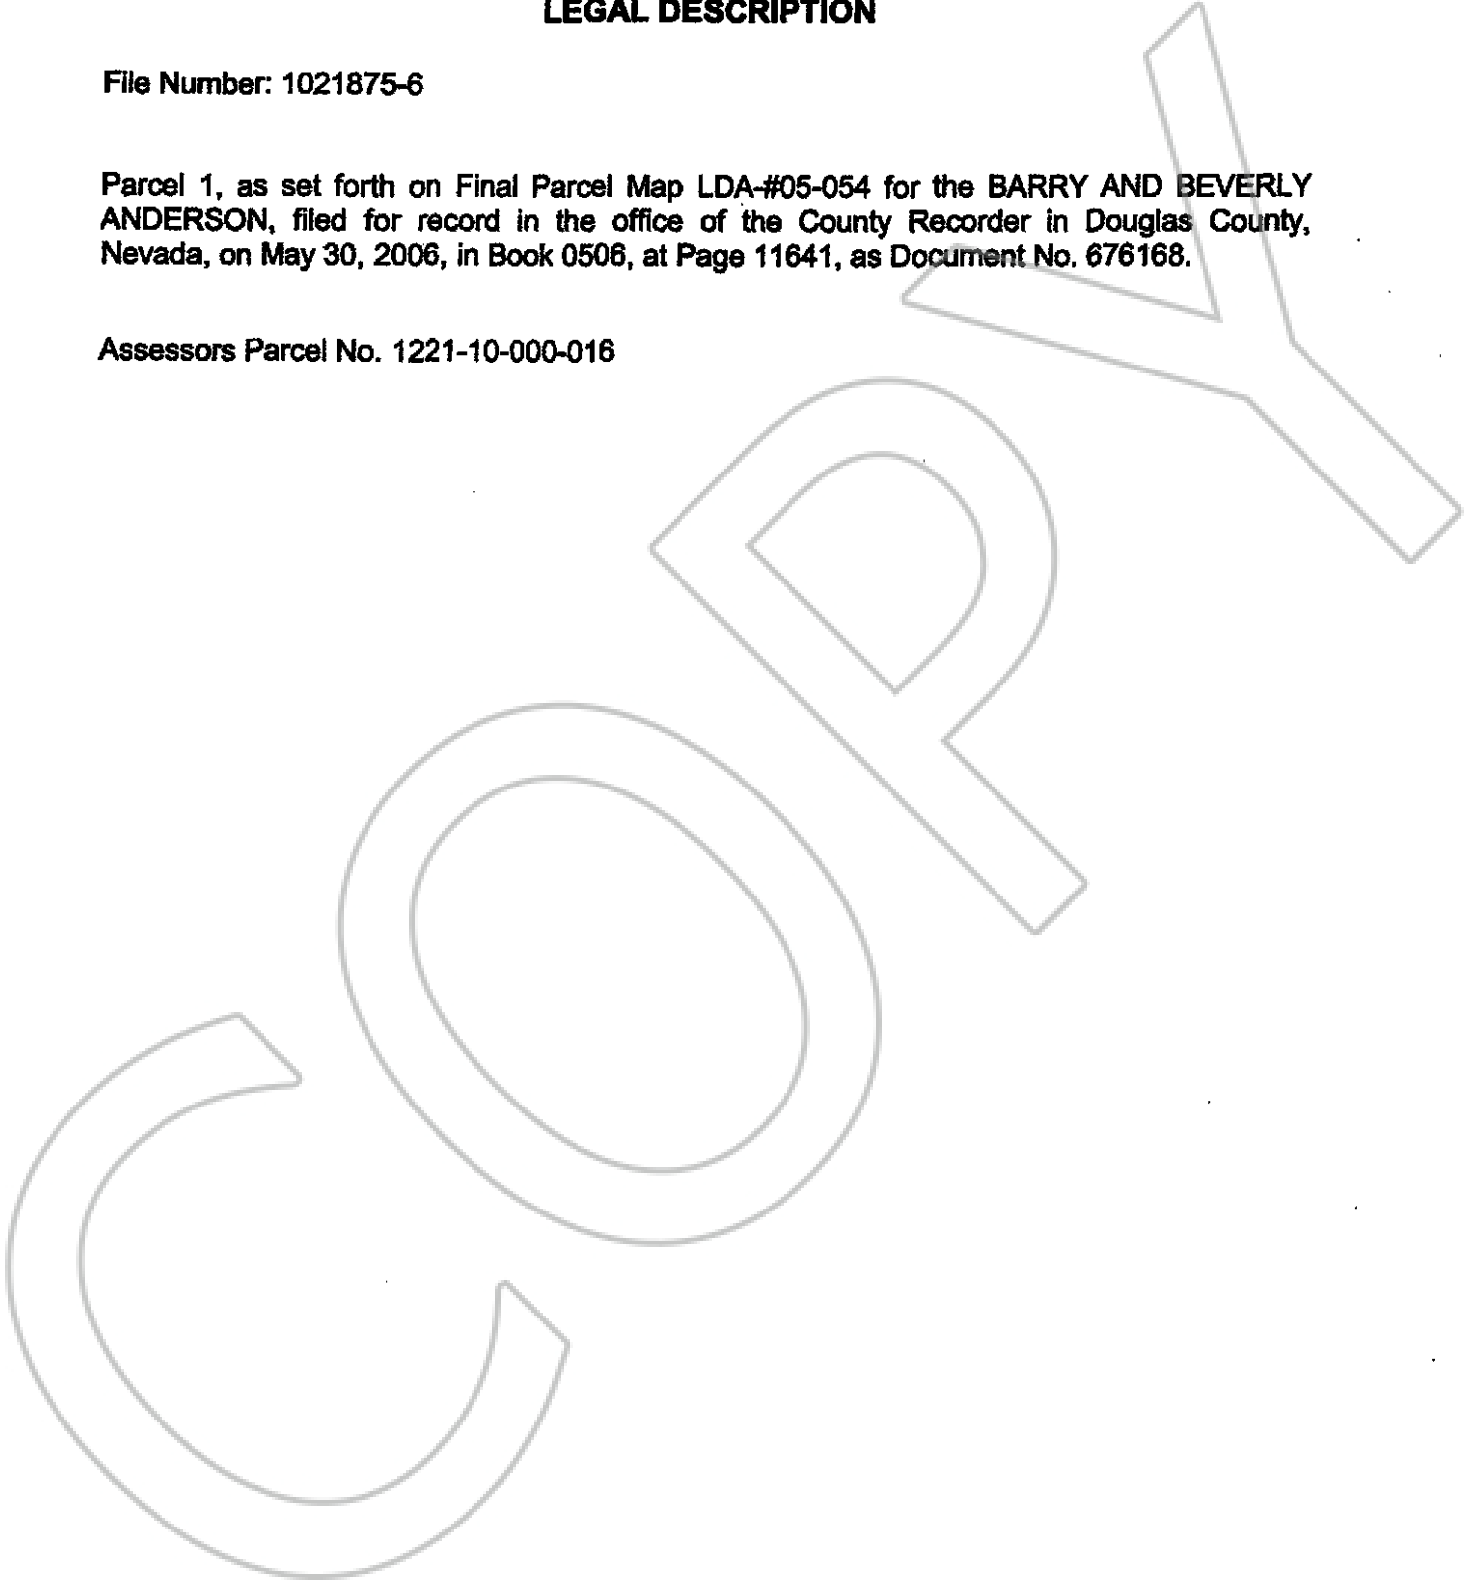 LEGAL DESCRIPTION
File Number: 1021875-6
Parcel 1, as set forth on Final Parcel Map LDA-#05-054 for the BARRY AND BEVERLY
ANDERSON, filed for record in the office of the County Recorder in Douglas County,
Nevada, on May 30, 2006, in Book 0506, at Page 11641, as Document No. 676168.
Assessors Parcel No. 1221-10-000-016
COPY